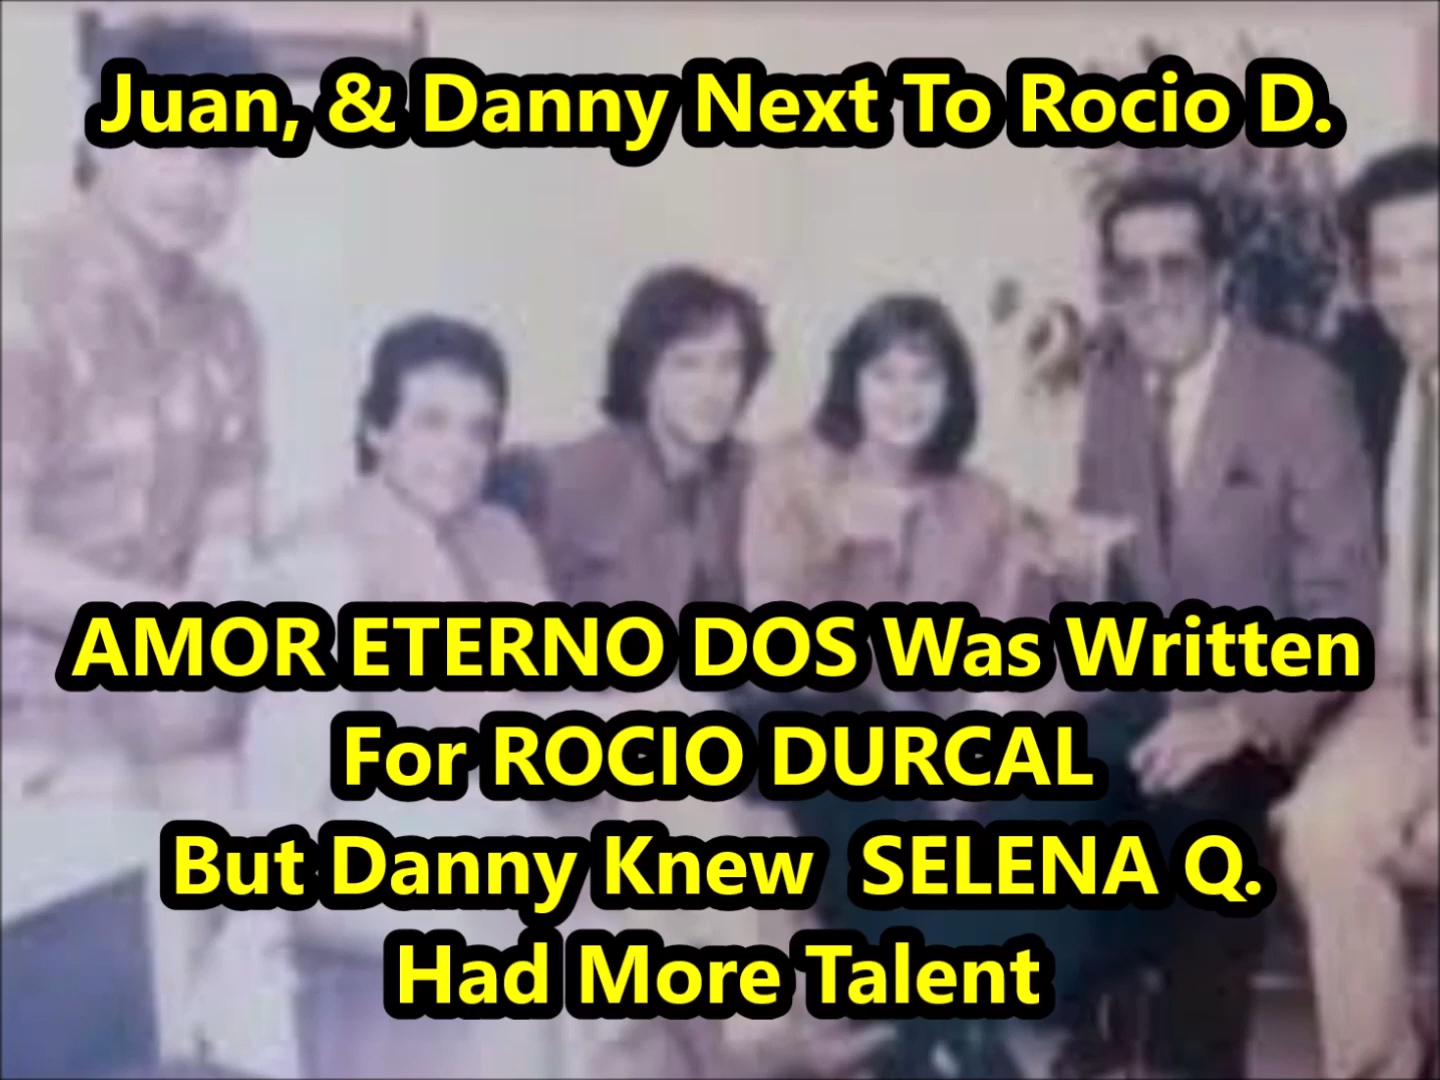 Juan, & Danny Next To Rocio D.
AMOR ETERNO DOS Was Written
For ROCIO DURCAL
But Danny Knew SELENA Q.
Had More Talent